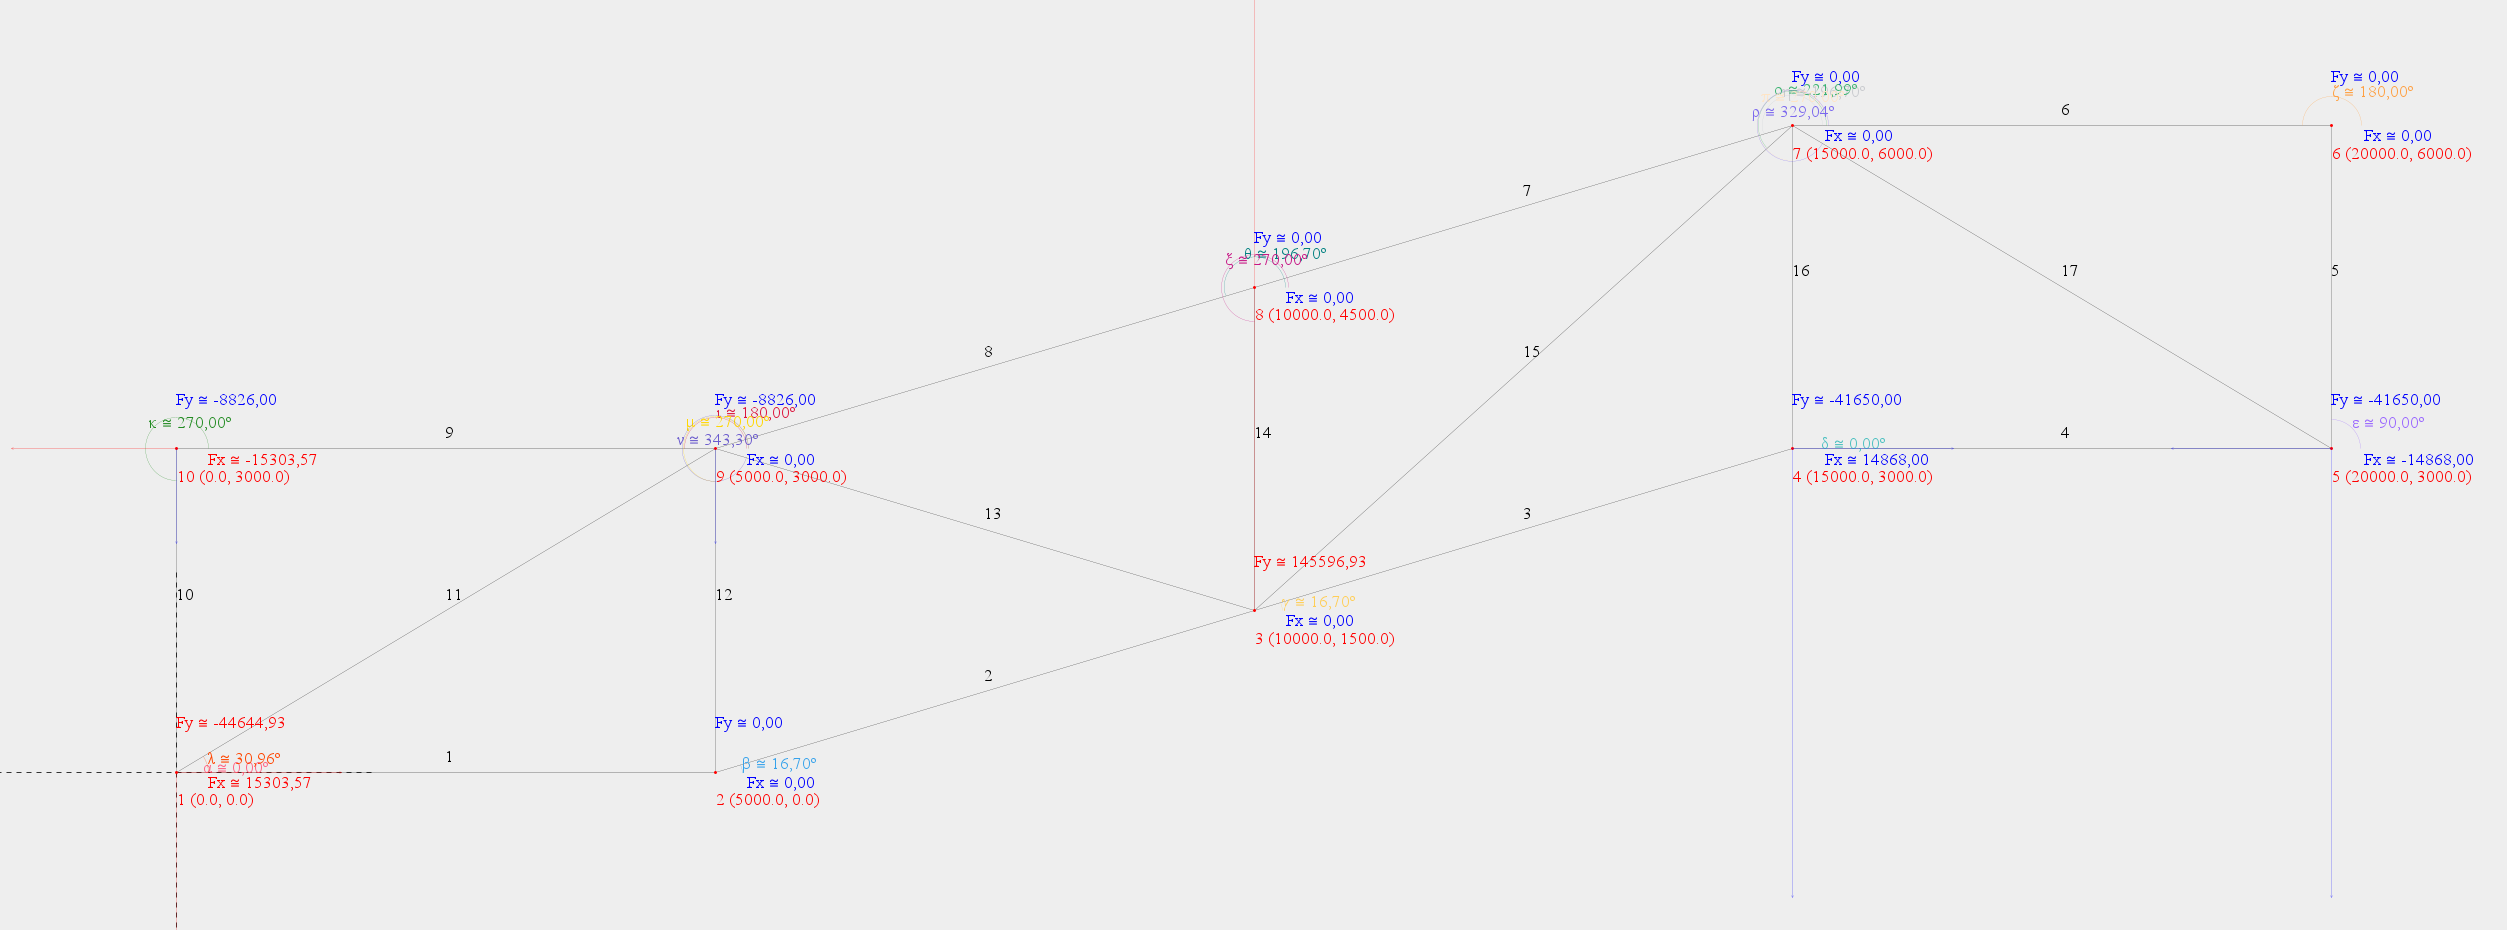 Fy ≅ 0,00
ο ≅ 221,99°
ρ ≅ 329,04°
Fx ≅ 0,00
7 (15000.0, 6000.0)
6
Fy ≅ 0,00
ζ ≅ 180,00°
Fx ≅ 0,00
6 (20000.0, 6000.0)
7
Fy ≅ 0,00
θ ≅ 196,70°
ξ ≅ 270,00°
Fx ≅ 0,00
8 (10000.0, 4500.0)
16
17
5
8
15
Fy ≅ -8826,00
κ ≅ 270,00°
Fx ≅ -15303,57
10 (0.0, 3000.0)
9
Fy ≅ -8826,00
ι ≅ 180,00°
μ ≅ 270,00°
ν ≅ 343,30°
Fx ≅ 0,00
9 (5000.0, 3000.0)
14
Fy ≅ -41650,00
δ ≅ 0,00°
Fx ≅ 14868,00
4 (15000.0, 3000.0)
4
Fy ≅ -41650,00
ε ≅ 90,00°
Fx ≅ -14868,00
5 (20000.0, 3000.0)
13
3
10
11
12
Fy ≅ 145596,93
γ ≅ 16,70°
Fx ≅ 0,00
3 (10000.0, 1500.0)
2
Fy ≅ -44644,93
λ ≅ 30,96°
α ≅ 0,00°
Fx ≅ 15303,57
1 (0.0, 0.0)
1
Fy ≅ 0,00
β ≅ 16,70°
Fx ≅ 0,00
2 (5000.0, 0.0)